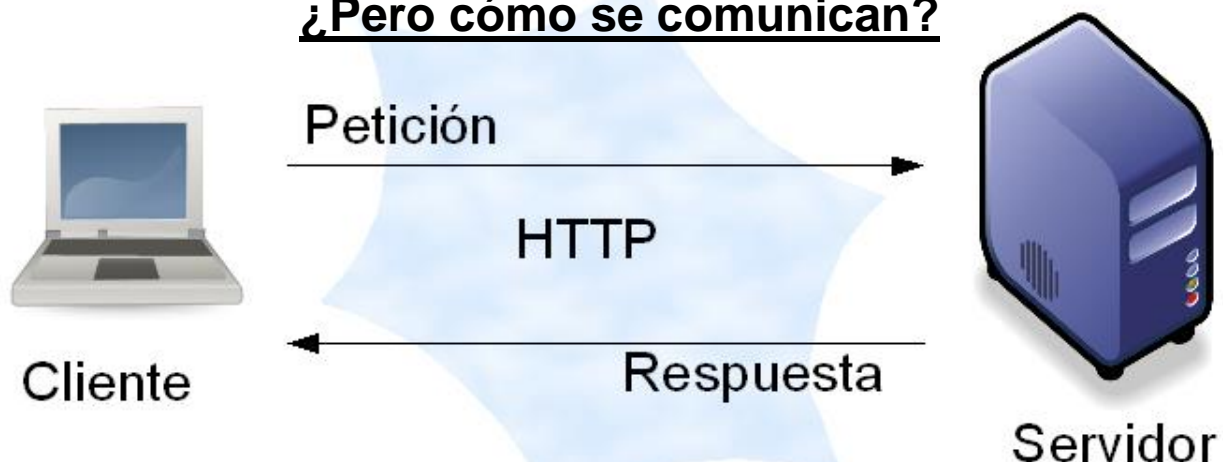 ¿Pero cómo se comunican?
Petición
HTTP
Respuesta
Cliente
Servidor